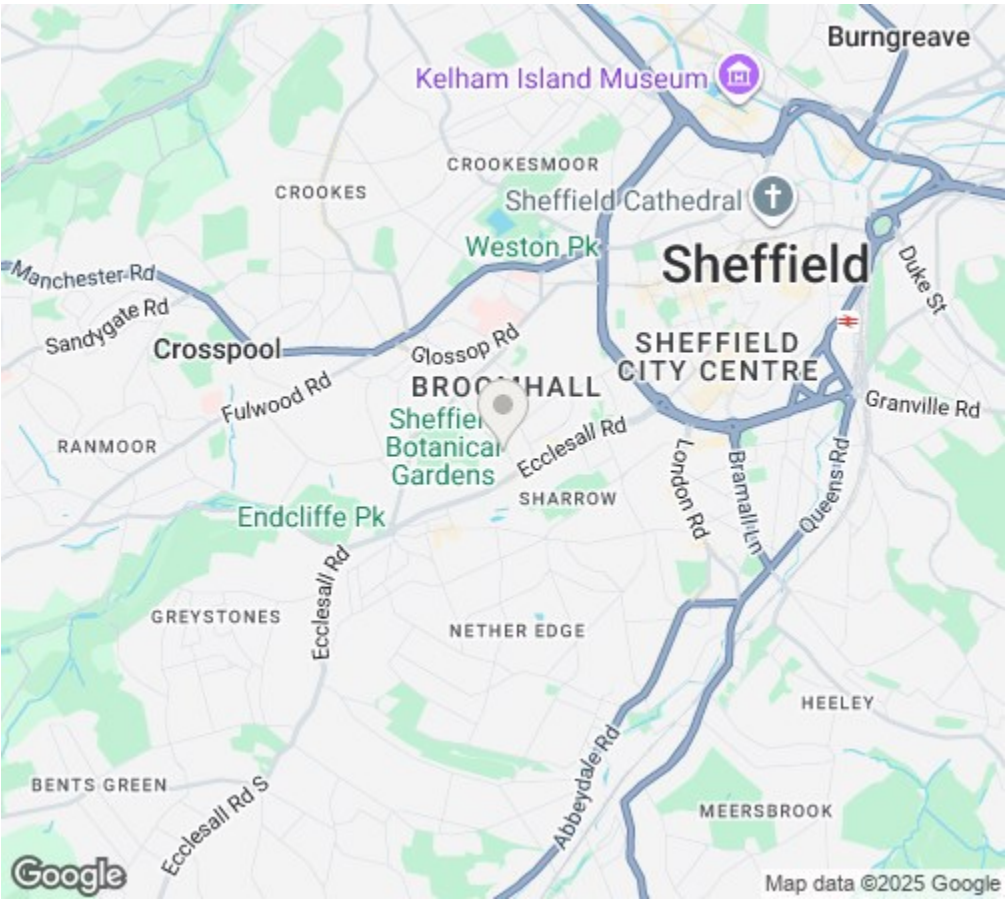 Burngreave
Kelham Island Museum
CROOKESMOOR
CROOKES
Sheffield Cathedral
Weston Pk
Sheffield
Manchester Rd
Duke St
Sandygate Rd
Crosspool
Glossop Rd
SHEFFIELD
CITY CENTRE
Fulwood Rd
BROOMHALL
Granville Rd
Sheffield
Botanical
Gardens
Ecclesall Rd
RANMOOR
London Rd
Bramall Ln
Queens Rd
SHARROW
Endcliffe Pk
Ecclesall Rd
GREYSTONES
NETHER EDGE
HEELEY
Abbeydale Rd
BENTS GREEN
Ecclesall Rd S
MEERSBROOK
Google
Map data ©2025 Google